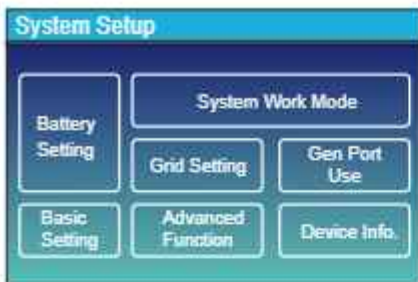 System Setup
Battery
Setting
System Work Mode
Grid Setting
Gen Port
Use
Basic
Setting
Advanced
Function
Device Info.